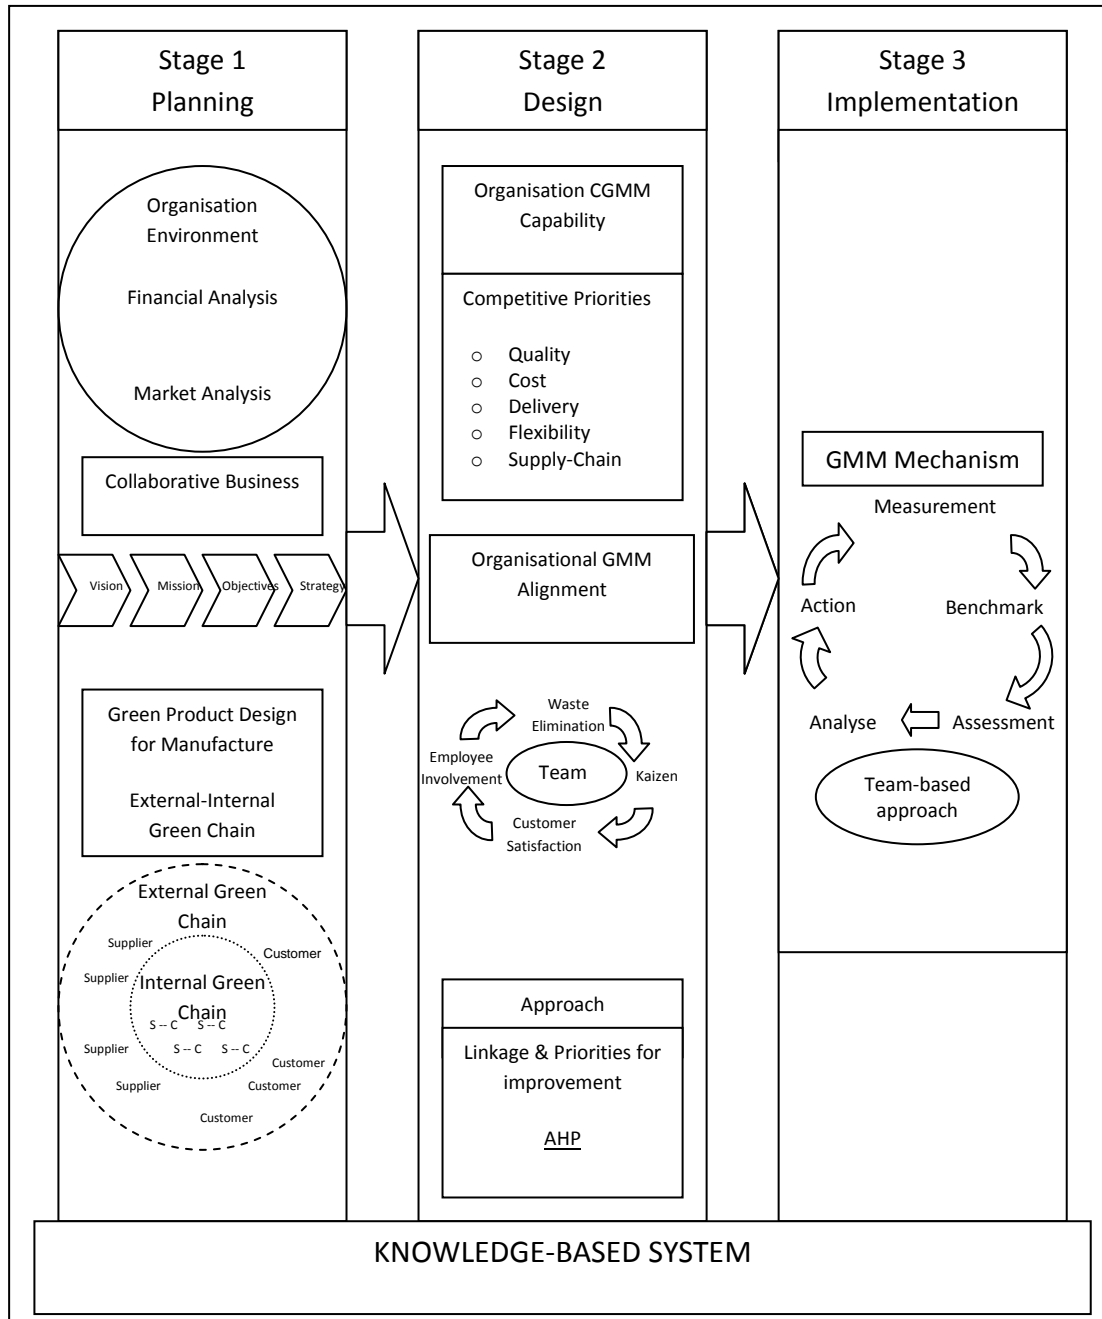 Stage 1
Planning
Organisation
Environment
Financial Analysis
Market Analysis
Collaborative Business
Vision
Mission
Objectives
Strategy
Green Product Design
for Manufacture
External-Internal
Green Chain
External Green
Chain
Supplier
Customer
Supplier
Internal Green
Chain
S -- C S -- C
S -- C S -- C
Supplier
Customer
Supplier
Customer
Customer
Stage 2
Design
Organisation CGMM
Capability
Competitive Priorities
o Quality
o Cost
o Delivery
o Flexibility
o Supply-Chain
Organisational GMM
Alignment
Waste
Elimination
Employee
Involvement
Team
Kaizen
Customer
Satisfaction
Approach
Linkage & Priorities for
improvement
AHP
Stage 3
Implementation
GMM Mechanism
Measurement
Action
Benchmark
Analyse
Assessment
Team-based
approach
KNOWLEDGE-BASED SYSTEM